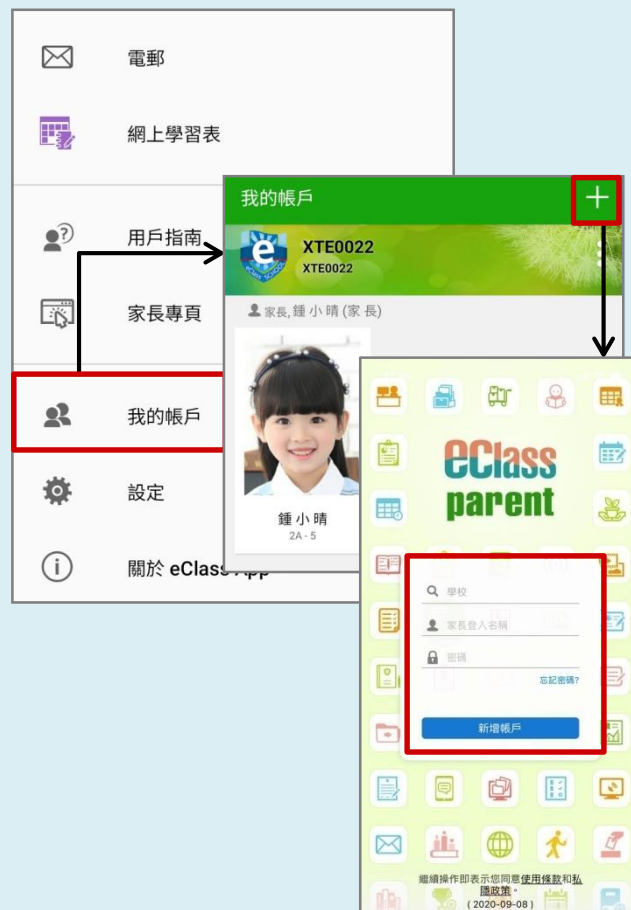 電郵
網上學習表
用戶指南
家長專頁
我的帳戶
設定
關於 eClass App
我的帳戶
e
XTE0022
XTE0022
家長,鍾小晴(家長)
鍾小晴
2A - 5
eClass
parent
學校
家長登入名稱
密碼
忘記密碼?
新增帳戶
繼續操作即表示您同意使用條款和私
隱政策。
( 2020-09-08 )